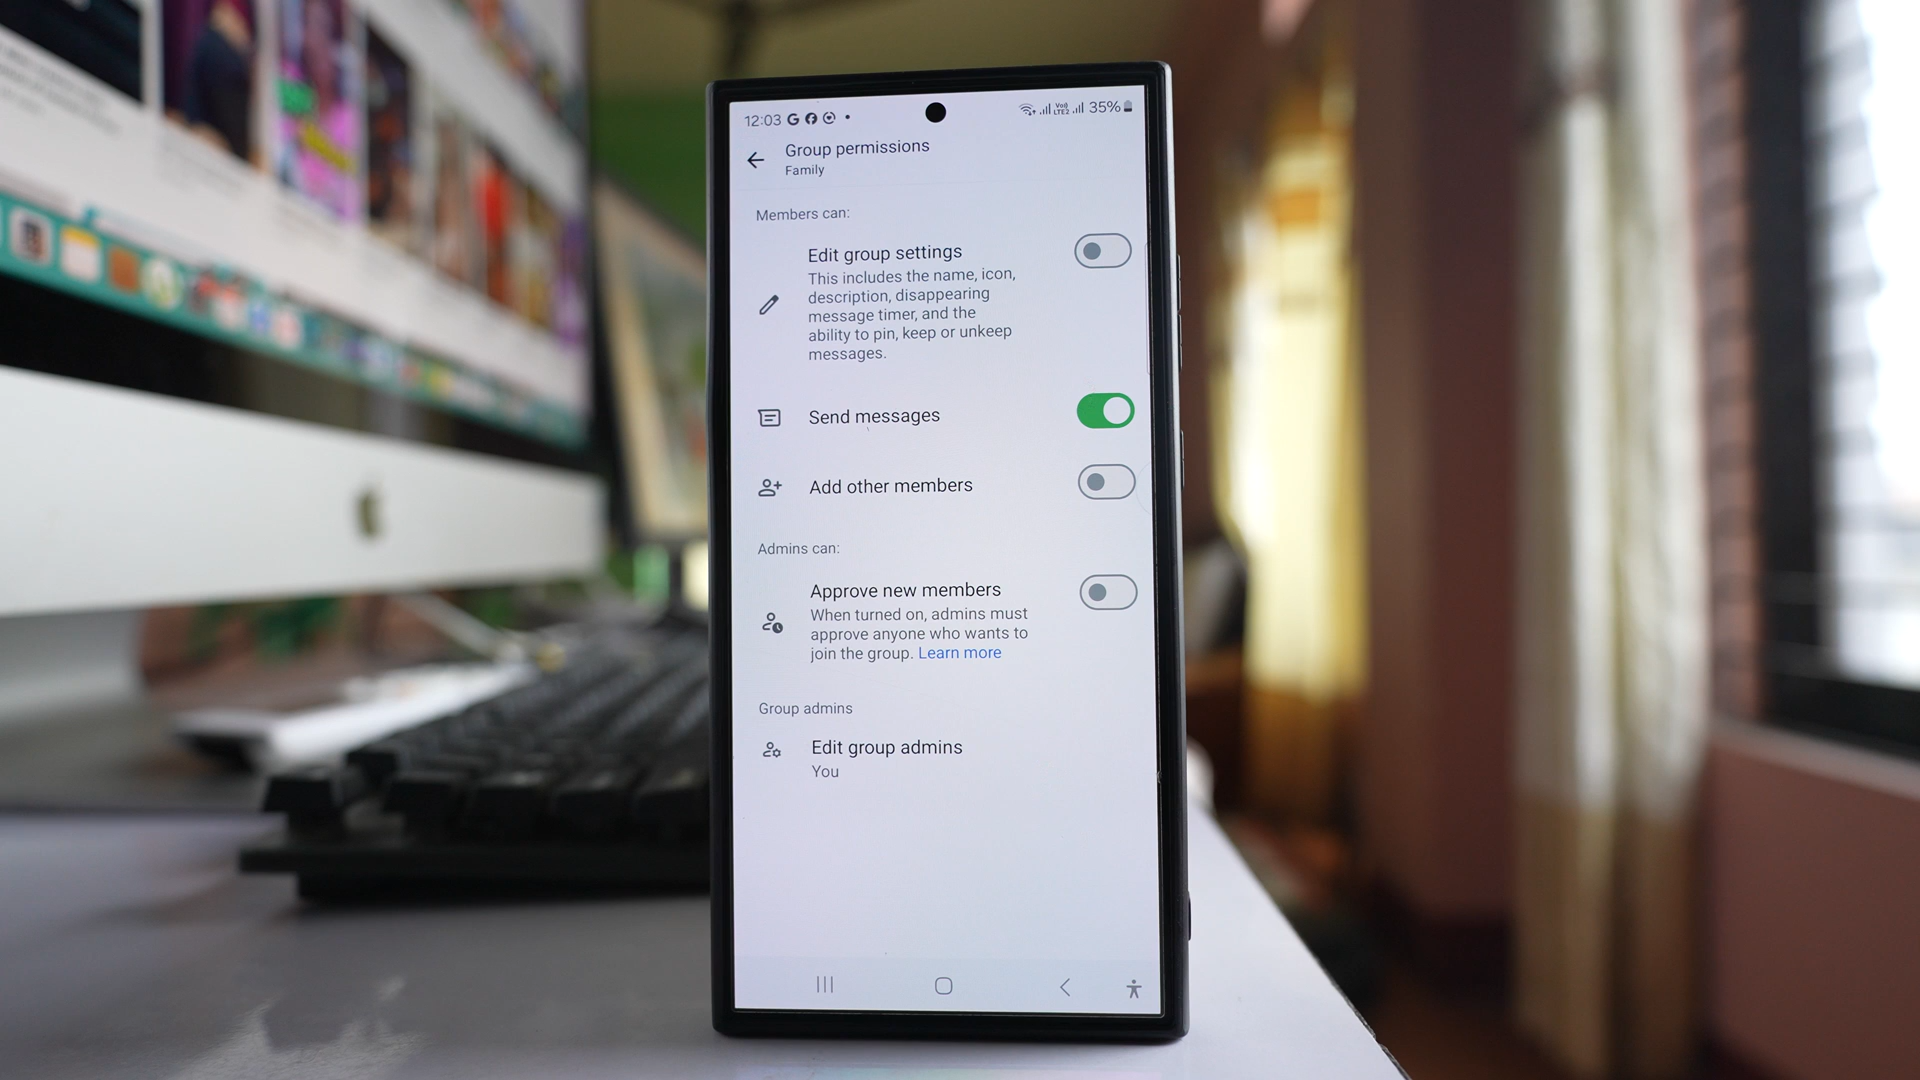 12:03 35%
Group permissions
Family
Members can:
Edit group settings
This includes the name, icon,
description, disappearing
message timer, and the
ability to pin, keep or unkeep
messages.
Send messages
Add other members
Admins can:
Approve new members
When turned on, admins must
approve anyone who wants to
join the group. Learn more
Group admins
Edit group admins
You